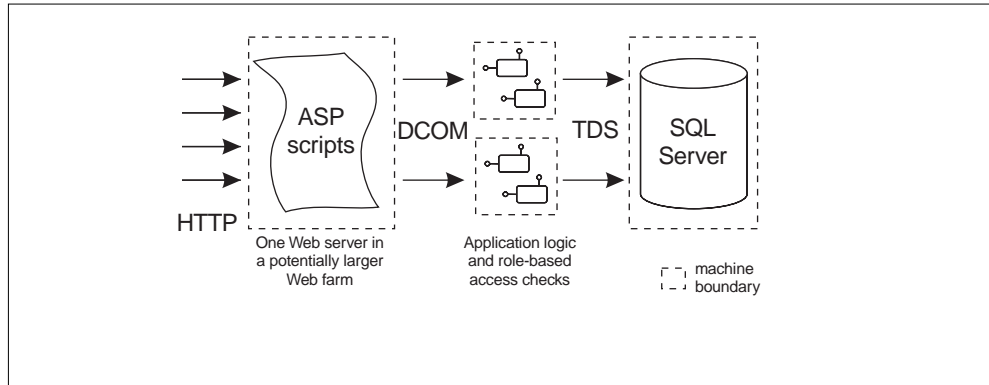 ASP
scripts
DCOM
TDS
SQL
Server
HTTP
One Web server in
a potentially larger
Web farm
Application logic
and role-based
access checks
machine
boundary